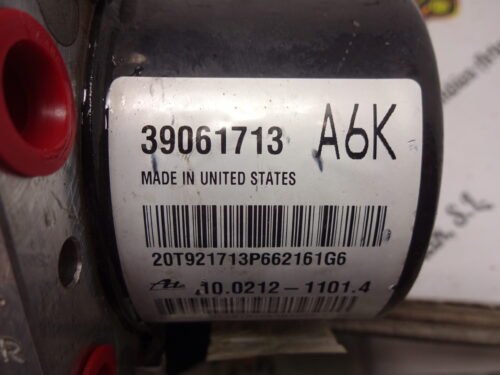 39061713 A6K
MADE IN UNITED STATES
20T921713P662161G6
10.0212-1101.4